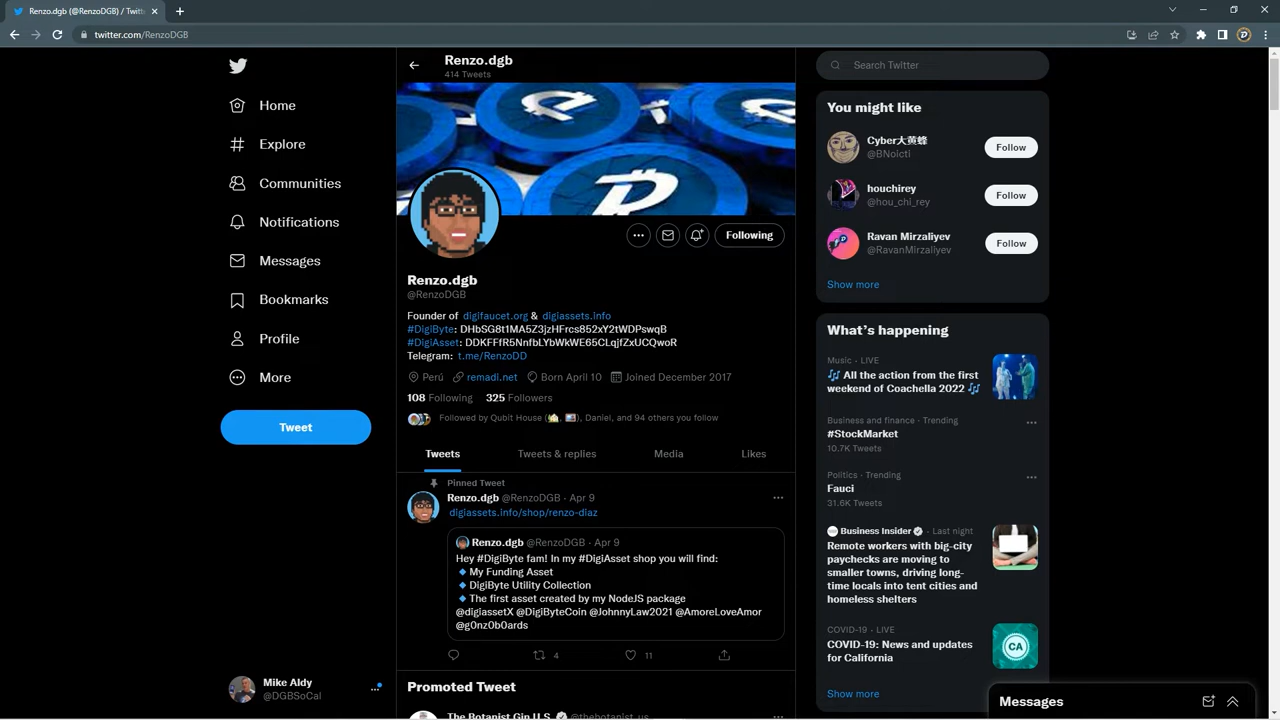 Renzo.dgb (@RenzoDGB) / Twitt
twitter.com/RenzoDGB
Home
Explore
Communities
Notifications
Messages
Bookmarks
Profile
More
Tweet
Mike Aldy
@DGBSoCal
Renzo.dgb
414 Tweets
Following
Renzo.dgb
@RenzoDGB
Founder of digifaucet.org & digiassets.info
#DigiByte: DHbSG8t1MA5Z3jzHFrcs852xY2tWDPswqB
#DigiAsset: DDKFFfR5NnfbLYbWkWE65CLqjfZxUCQwoR
Telegram: t.me/RenzoDD
Perú remadi.net Born April 10 Joined December 2017
108 Following 325 Followers
Followed by Qubit House (🏡, 🌉), Daniel, and 94 others you follow
Tweets Tweets & replies Media Likes
Pinned Tweet
Renzo.dgb @RenzoDGB · Apr 9
digiassets.info/shop/renzo-diaz
Renzo.dgb @RenzoDGB · Apr 9
Hey #DigiByte fam! In my #DigiAsset shop you will find:
🔹 My Funding Asset
🔹 DigiByte Utility Collection
🔹 The first asset created by my NodeJS package
@digiassetX @DigiByteCoin @JohnnyLaw2021 @AmoreLoveAmor
@g0nz0b0ards
4 11
Promoted Tweet
The Botanist Gin U.S. @thebotanist_us
Search Twitter
You might like
Cyber大黄蜂
@BNoicti
Follow
houchirey
@hou_chi_rey
Follow
Ravan Mirzaliyev
@RavanMirzaliyev
Follow
Show more
What's happening
Music · LIVE
🎶 All the action from the first
weekend of Coachella 2022 🎶
Business and finance · Trending
#StockMarket
10.7K Tweets
Politics · Trending
Fauci
31.6K Tweets
Business Insider · Last night
Remote workers with big-city
paychecks are moving to
smaller towns, driving long-
time locals into tent cities and
homeless shelters
COVID-19 · LIVE
COVID-19: News and updates
for California
CA
Show more
Messages